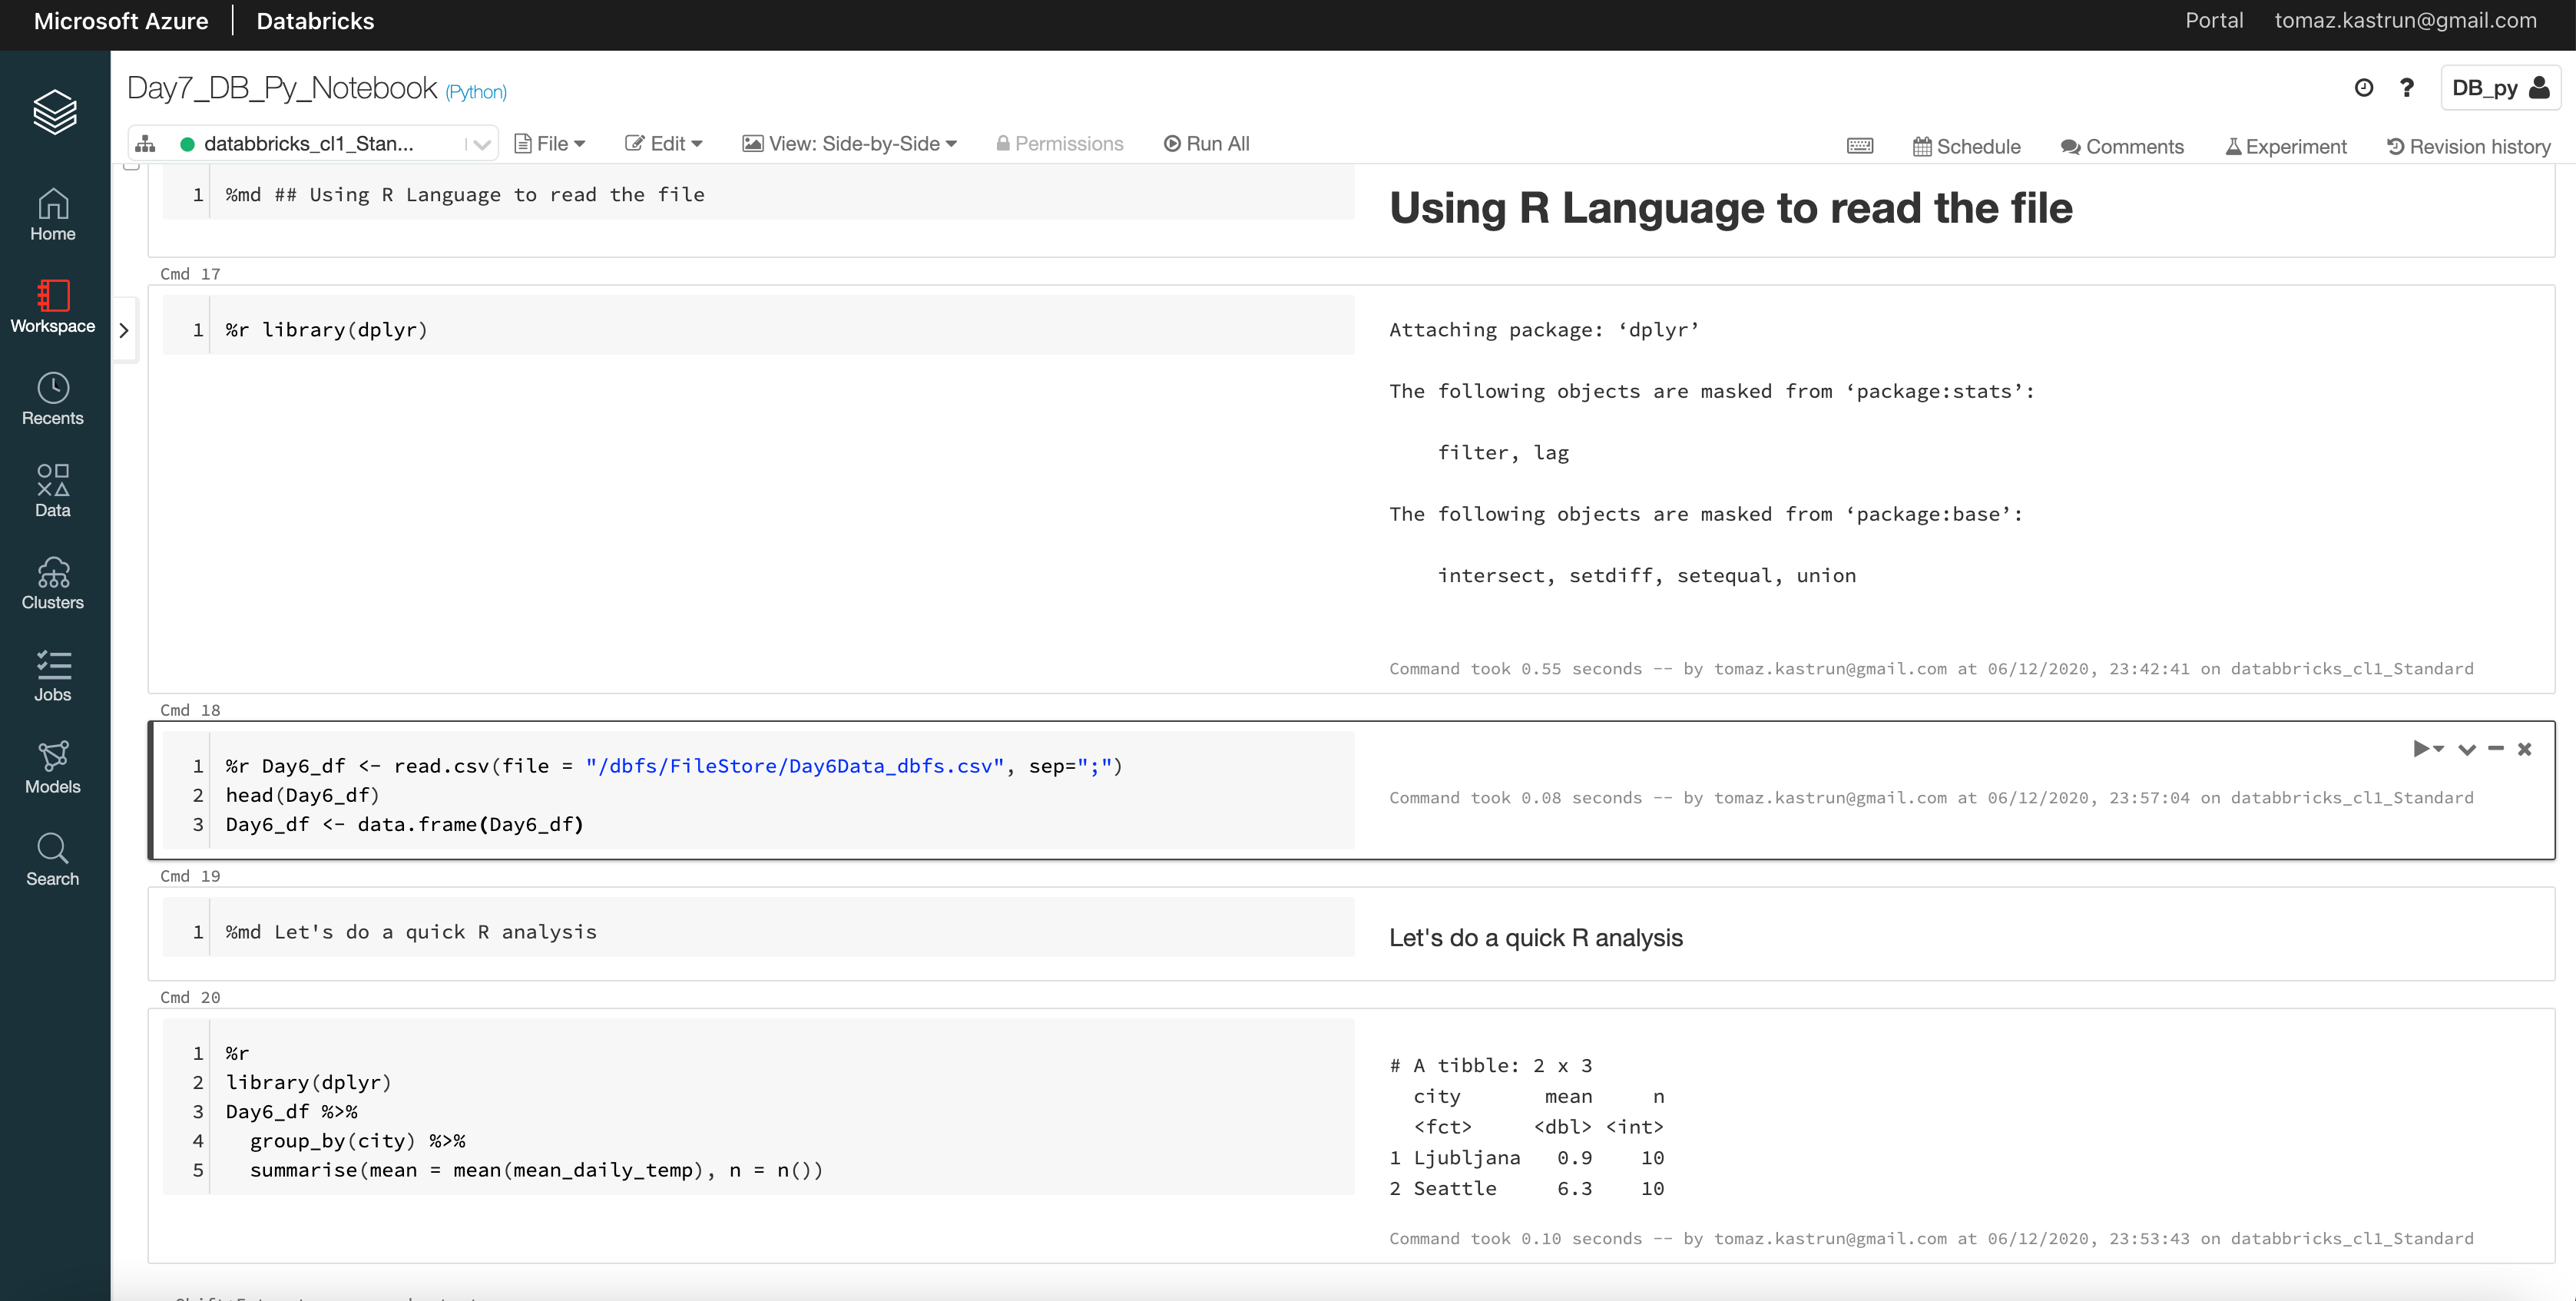 Microsoft Azure | Databricks
Portal tomaz.kastrun@gmail.com
Day7_DB_Py_Notebook (Python)
? DB_py
databbricks_cl1_Stan... File Edit View: Side-by-Side Permissions Run All
Schedule Comments Experiment Revision history
Home
Workspace
Recents
Data
Clusters
Jobs
Models
Search
1 %md ## Using R Language to read the file
Using R Language to read the file
Cmd 17
1 %r library(dplyr)
Attaching package: ‘dplyr’
The following objects are masked from ‘package:stats’:
filter, lag
The following objects are masked from ‘package:base’:
intersect, setdiff, setequal, union
Command took 0.55 seconds -- by tomaz.kastrun@gmail.com at 06/12/2020, 23:42:41 on databbricks_cl1_Standard
Cmd 18
1 %r Day6_df <- read.csv(file = "/dbfs/FileStore/Day6Data_dbfs.csv", sep=";")
2 head(Day6_df)
3 Day6_df <- data.frame(Day6_df)
Command took 0.08 seconds -- by tomaz.kastrun@gmail.com at 06/12/2020, 23:57:04 on databbricks_cl1_Standard
Cmd 19
1 %md Let's do a quick R analysis
Let's do a quick R analysis
Cmd 20
1 %r
2 library(dplyr)
3 Day6_df %>%
4 group_by(city) %>%
5 summarise(mean = mean(mean_daily_temp), n = n())
# A tibble: 2 x 3
city mean n
<fct> <dbl> <int>
1 Ljubljana 0.9 10
2 Seattle 6.3 10
Command took 0.10 seconds -- by tomaz.kastrun@gmail.com at 06/12/2020, 23:53:43 on databbricks_cl1_Standard